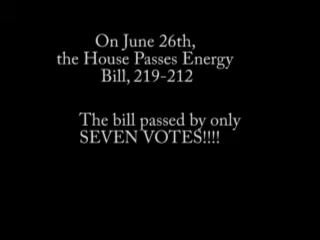 On June 26th,
the House Passes Energy
Bill, 219-212
The bill passed by only
SEVEN VOTES!!!!